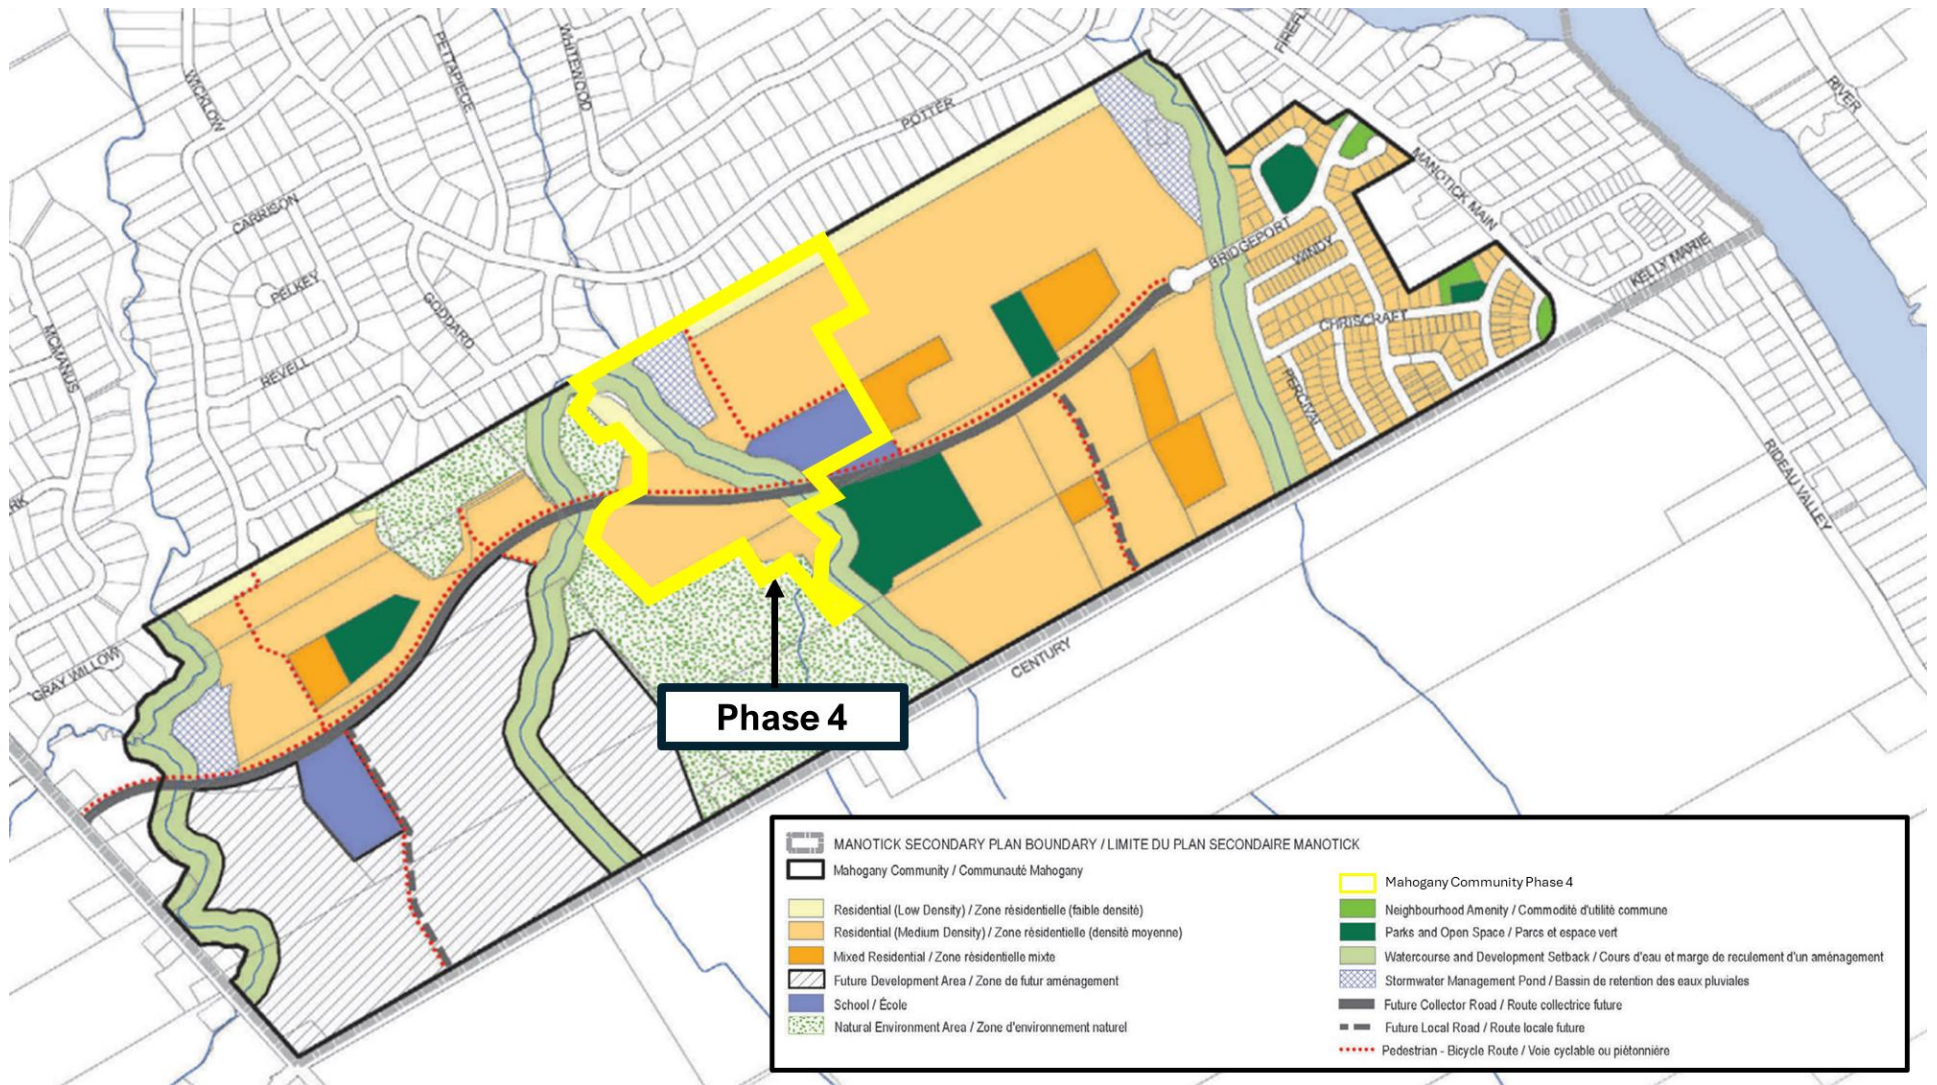 FIREFL
WICKLOW
PETTAPIECE
WHITEWOOD
POTTER
RIVER
MANOTICK MAIN
CARRISON
BRIDGEPORT
WINDY
KELLY MARIE
PELKEY
GODDARD
CHRISCRAFT
MCMANUS
REVELL
PERCIVAL
RK
RIDEAU VALLEY
GRAY WILLOW
CENTURY
Phase 4
MANOTICK SECONDARY PLAN BOUNDARY / LIMITE DU PLAN SECONDAIRE MANOTICK
Mahogany Community / Communauté Mahogany
Residential (Low Density) / Zone résidentielle (faible densité)
Residential (Medium Density) / Zone résidentielle (densité moyenne)
Mixed Residential / Zone résidentielle mixte
Future Development Area / Zone de futur aménagement
School / École
Natural Environment Area / Zone d'environnement naturel
Mahogany Community Phase 4
Neighbourhood Amenity / Commodité d'utilité commune
Parks and Open Space / Parcs et espace vert
Watercourse and Development Setback / Cours d'eau et marge de reculement d'un aménagement
Stormwater Management Pond / Bassin de retention des eaux pluviales
Future Collector Road / Route collectrice future
Future Local Road / Route locale future
Pedestrian - Bicycle Route / Voie cyclable ou piétonnière